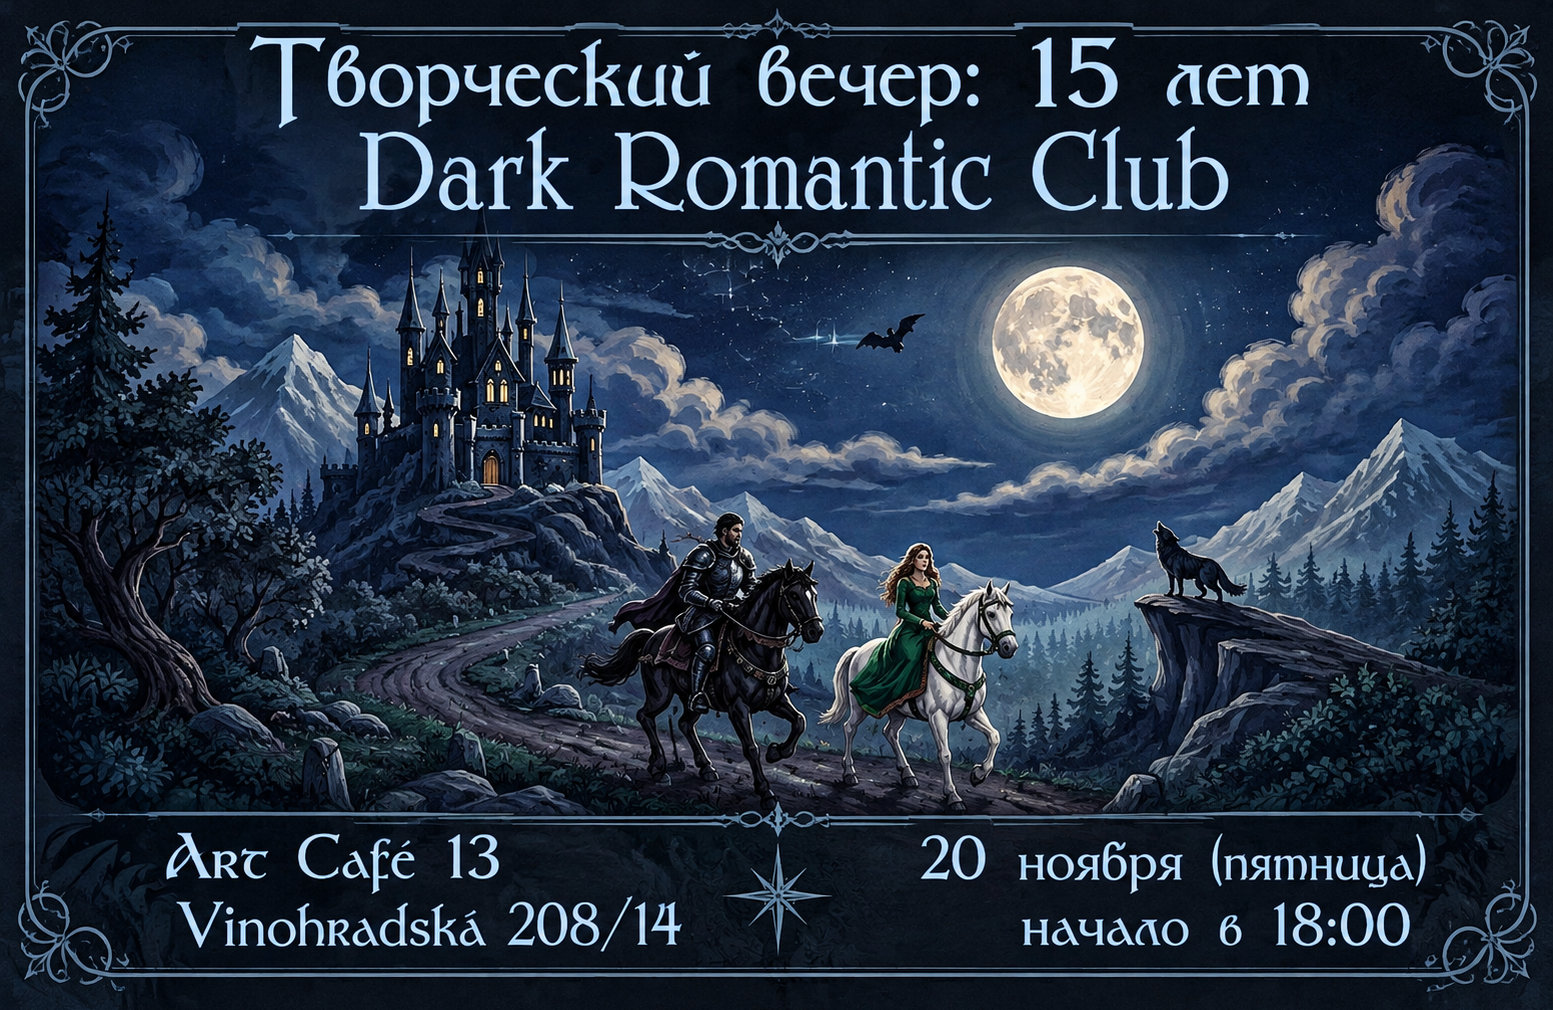 Творческий вечер: 15 лет
Dark Romantic Club
Art Café 13
Vinohradská 208/14
20 ноября (пятница)
начало в 18:00